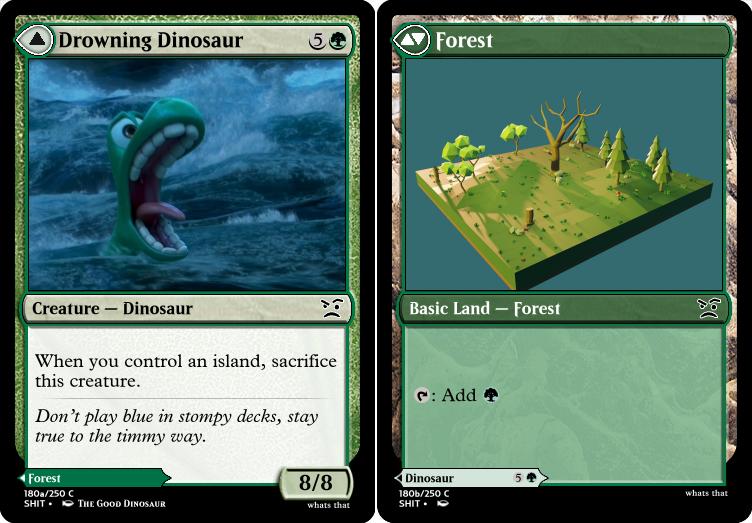 Drowning Dinosaur 5
Creature — Dinosaur
When you control an island, sacrifice
this creature.
Don't play blue in stompy decks, stay
true to the timmy way.
Forest
8/8
180a/250 C
SHIT • THE GOOD DINOSAUR
whats that
Forest
Basic Land — Forest
: Add
Dinosaur 5
180b/250 C
SHIT •
whats that